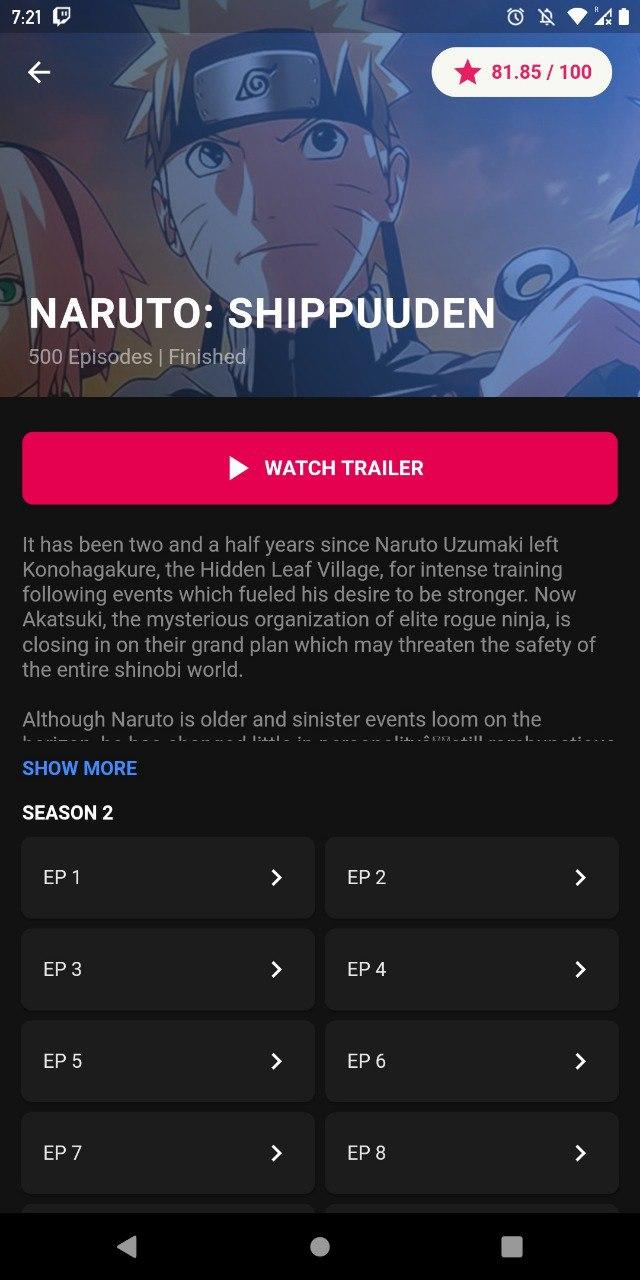 7:21
R
81.85 / 100
NARUTO: SHIPPUUDEN
500 Episodes | Finished
WATCH TRAILER
It has been two and a half years since Naruto Uzumaki left
Konohagakure, the Hidden Leaf Village, for intense training
following events which fueled his desire to be stronger. Now
Akatsuki, the mysterious organization of elite rogue ninja, is
closing in on their grand plan which may threaten the safety of
the entire shinobi world.
Although Naruto is older and sinister events loom on the
SHOW MORE
SEASON 2
EP 1
EP 2
EP 3
EP 4
EP 5
EP 6
EP 7
EP 8